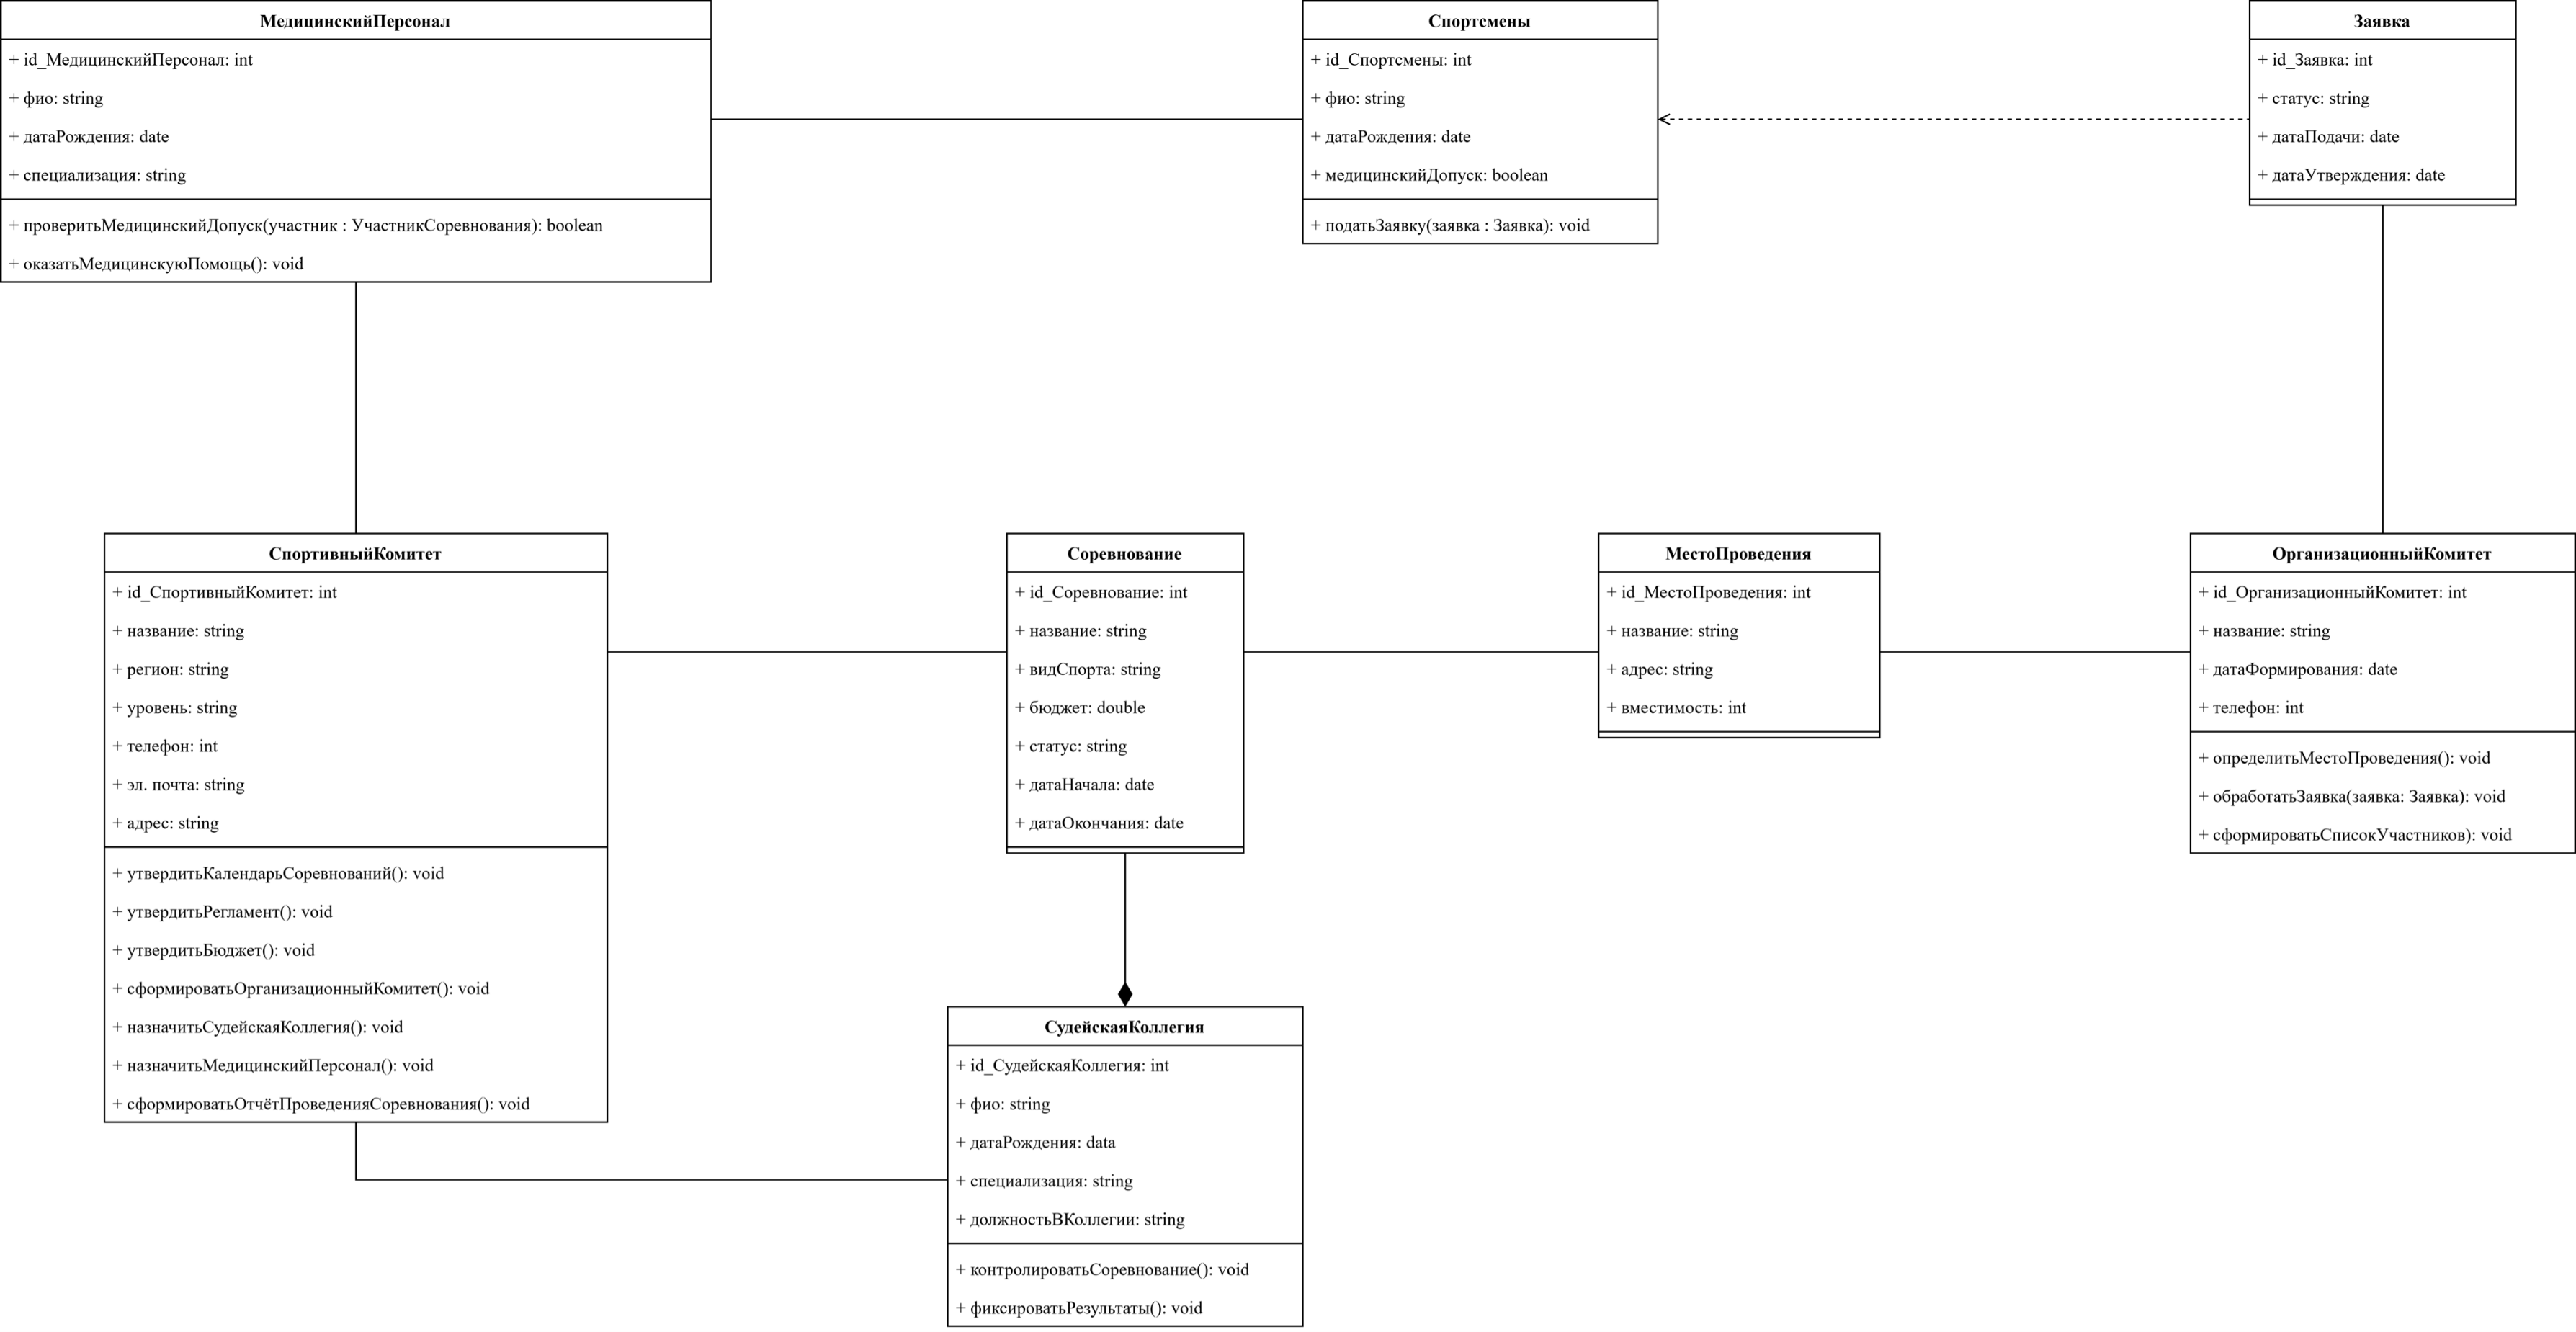 МедицинскийПерсонал
+ id_МедицинскийПерсонал: int
+ фио: string
+ датаРождения: date
+ специализация: string
+ проверитьМедицинскийДопуск(участник : УчастникСоревнования): boolean
+ оказатьМедицинскуюПомощь(): void
Спортсмены
+ id_Спортсмены: int
+ фио: string
+ датаРождения: date
+ медицинскийДопуск: boolean
+ податьЗаявку(заявка : Заявка): void
Заявка
+ id_Заявка: int
+ статус: string
+ датаПодачи: date
+ датаУтверждения: date
СпортивныйКомитет
+ id_СпортивныйКомитет: int
+ название: string
+ регион: string
+ уровень: string
+ телефон: int
+ эл. почта: string
+ адрес: string
+ утвердитьКалендарьСоревнований(): void
+ утвердитьРегламент(): void
+ утвердитьБюджет(): void
+ сформироватьОрганизационныйКомитет(): void
+ назначитьСудейскаяКоллегия(): void
+ назначитьМедицинскийПерсонал(): void
+ сформироватьОтчётПроведенияСоревнования(): void
Соревнование
+ id_Соревнование: int
+ название: string
+ видСпорта: string
+ бюджет: double
+ статус: string
+ датаНачала: date
+ датаОкончания: date
МестоПроведения
+ id_МестоПроведения: int
+ название: string
+ адрес: string
+ вместимость: int
ОрганизационныйКомитет
+ id_ОрганизационныйКомитет: int
+ название: string
+ датаФормирования: date
+ телефон: int
+ определитьМестоПроведения(): void
+ обработатьЗаявка(заявка: Заявка): void
+ сформироватьСписокУчастников): void
СудейскаяКоллегия
+ id_СудейскаяКоллегия: int
+ фио: string
+ датаРождения: data
+ специализация: string
+ должностьВКоллегии: string
+ контролироватьСоревнование(): void
+ фиксироватьРезультаты(): void